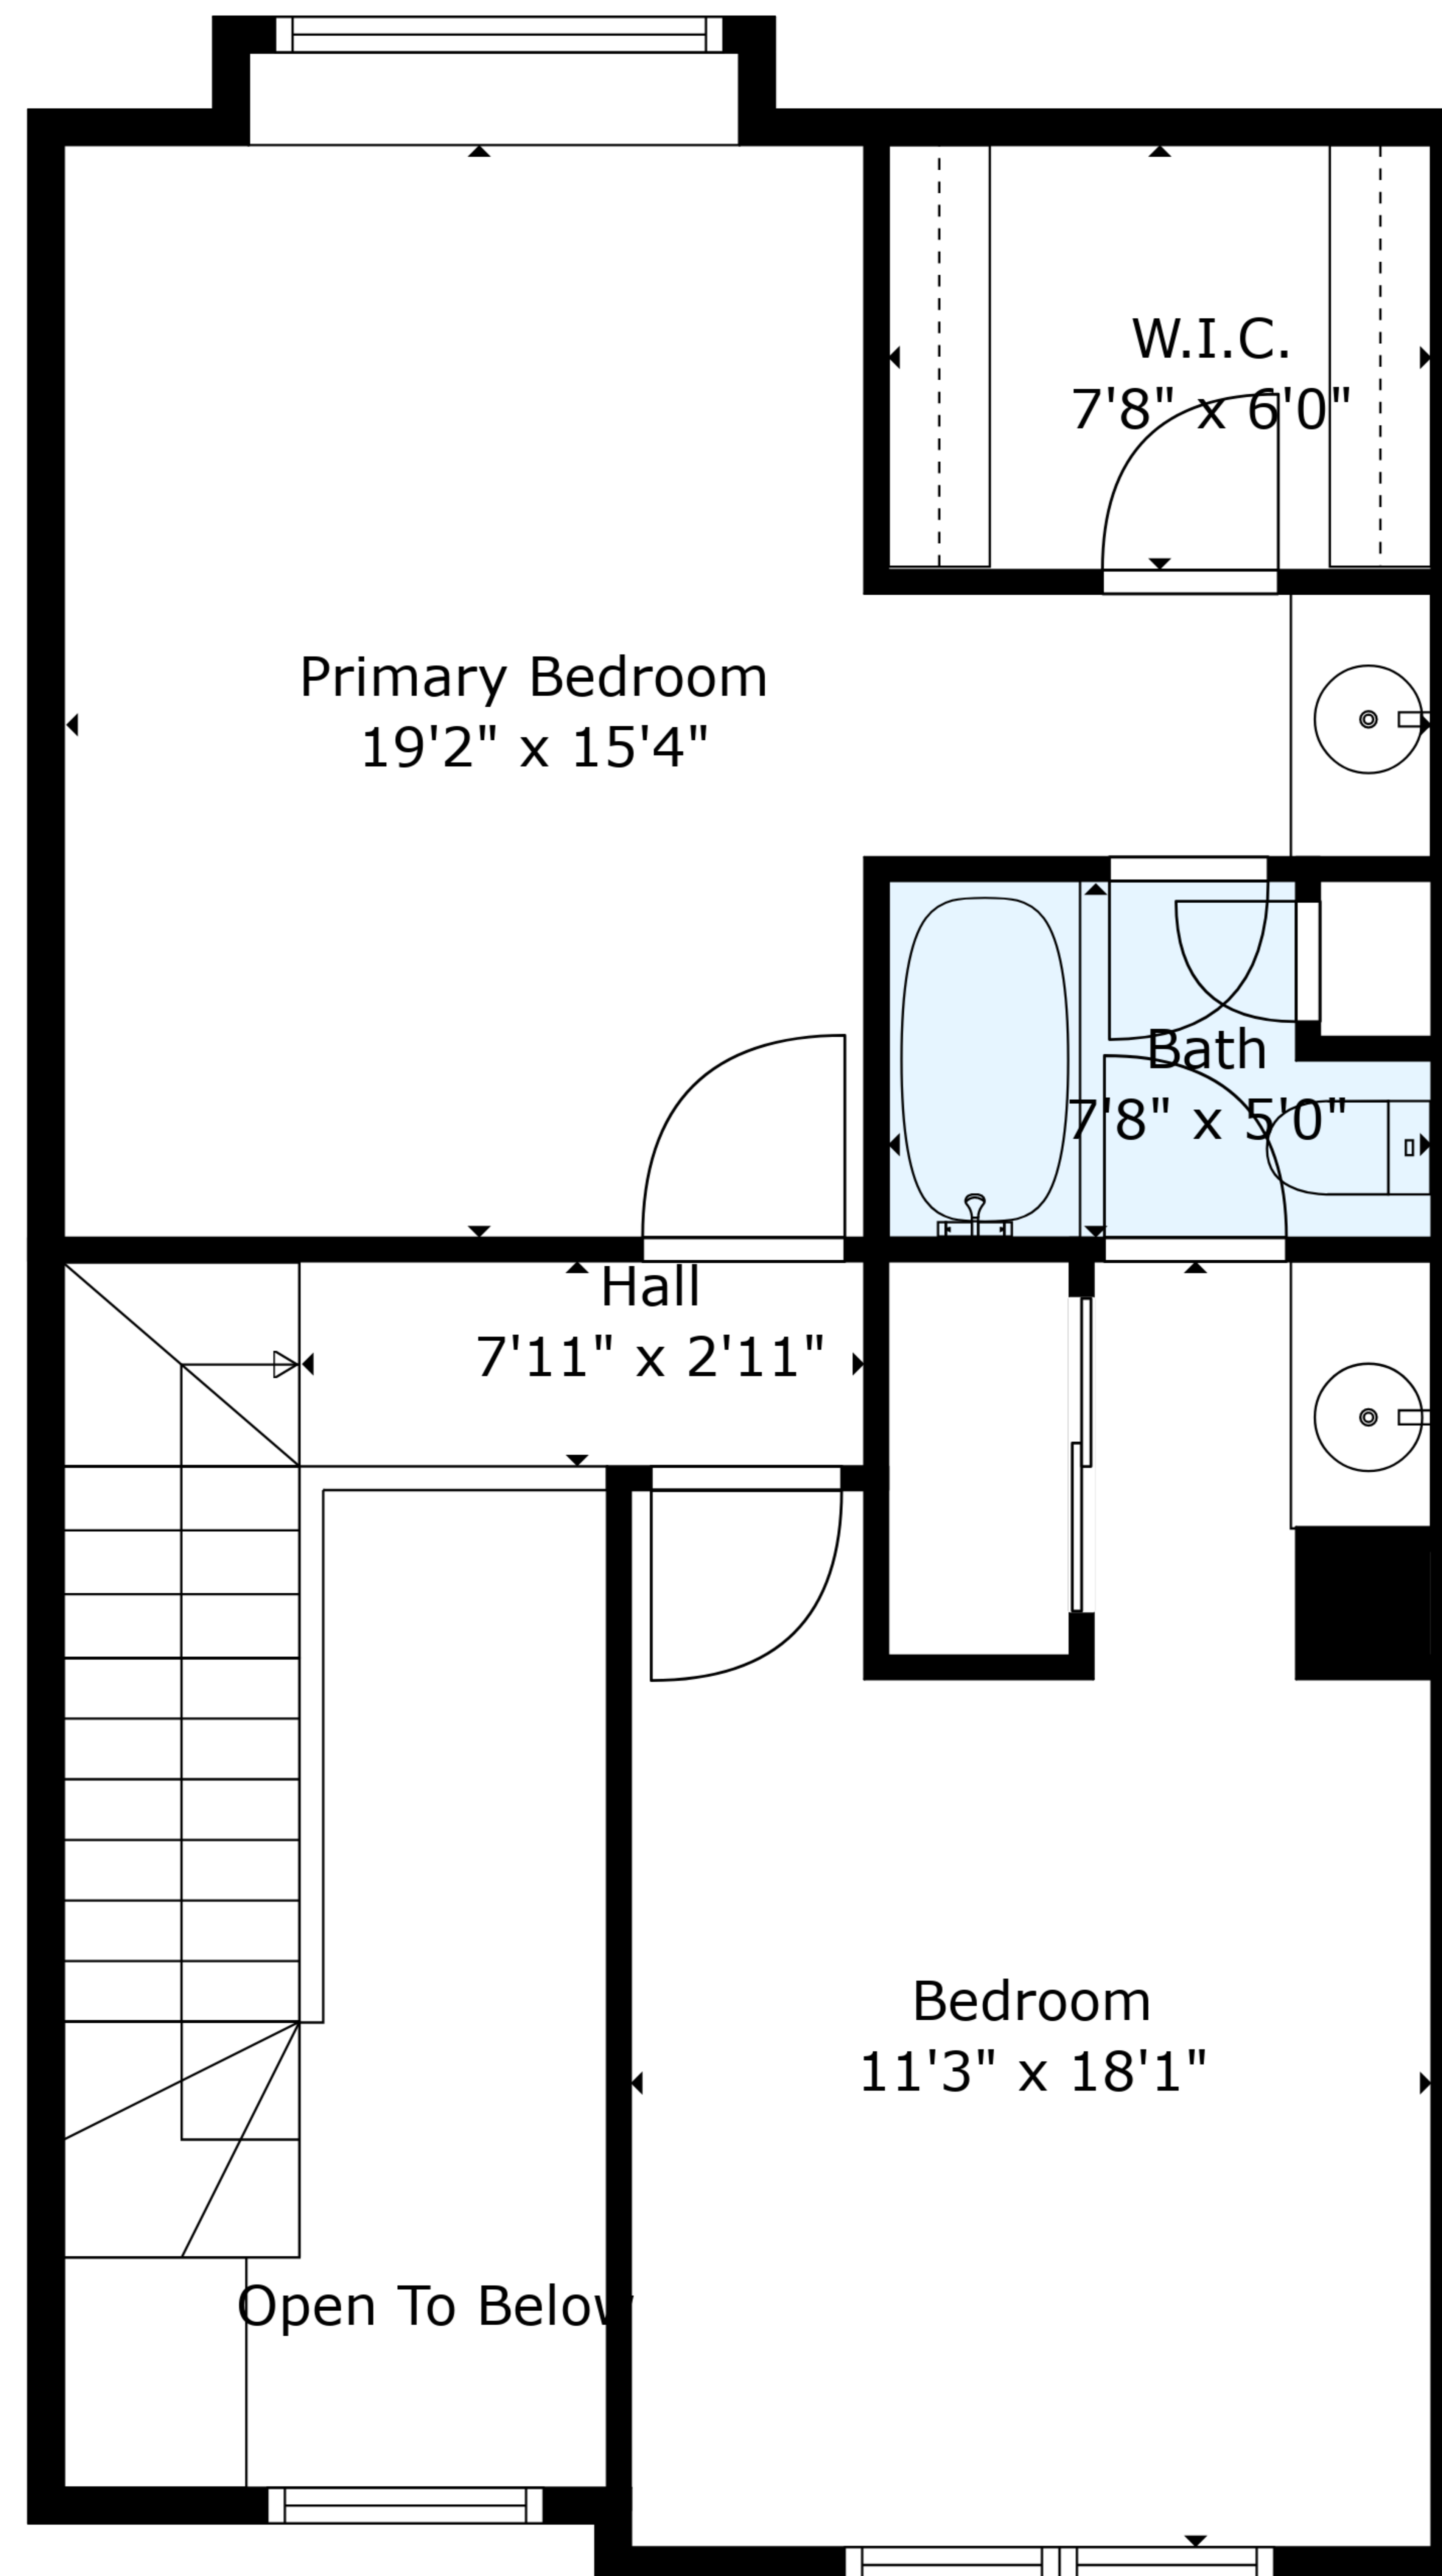 W.I.C.
7'8" x 6'0"
Primary Bedroom
19'2" x 15'4"
Bath
7'8" x 5'0"
Hall
7'11" x 2'11"
Bedroom
11'3" x 18'1"
Open To Below